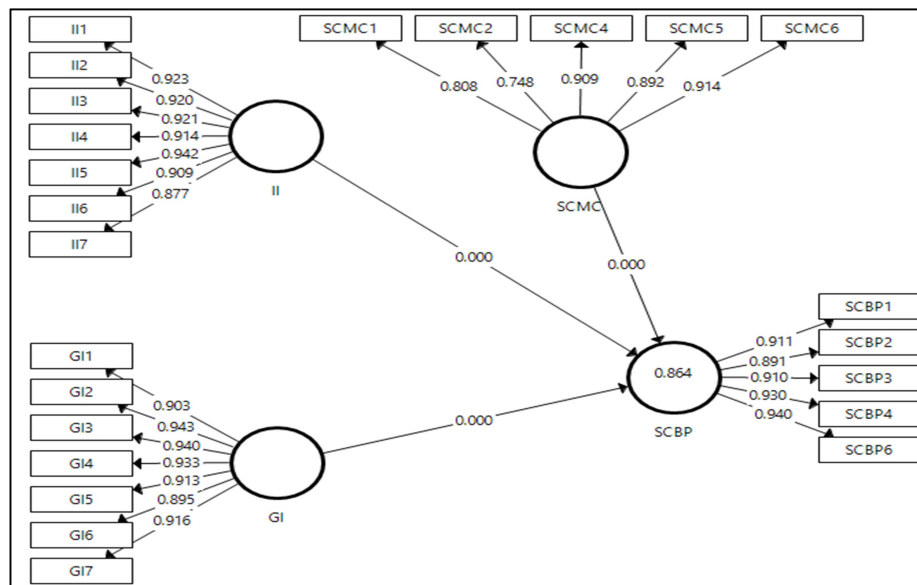 II1
II2
II3
II4
II5
II6
II7
0.923
0.920
0.921
0.914
0.942
0.909
0.877
II
SCMC1
SCMC2
SCMC4
SCMC5
SCMC6
0.808
0.748
0.909
0.892
0.914
SCMC
0.000
0.000
GI1
GI2
GI3
GI4
GI5
GI6
GI7
0.903
0.943
0.940
0.933
0.913
0.895
0.916
GI
0.000
0.864
SCBP
0.911
0.891
0.910
0.930
0.940
SCBP1
SCBP2
SCBP3
SCBP4
SCBP6